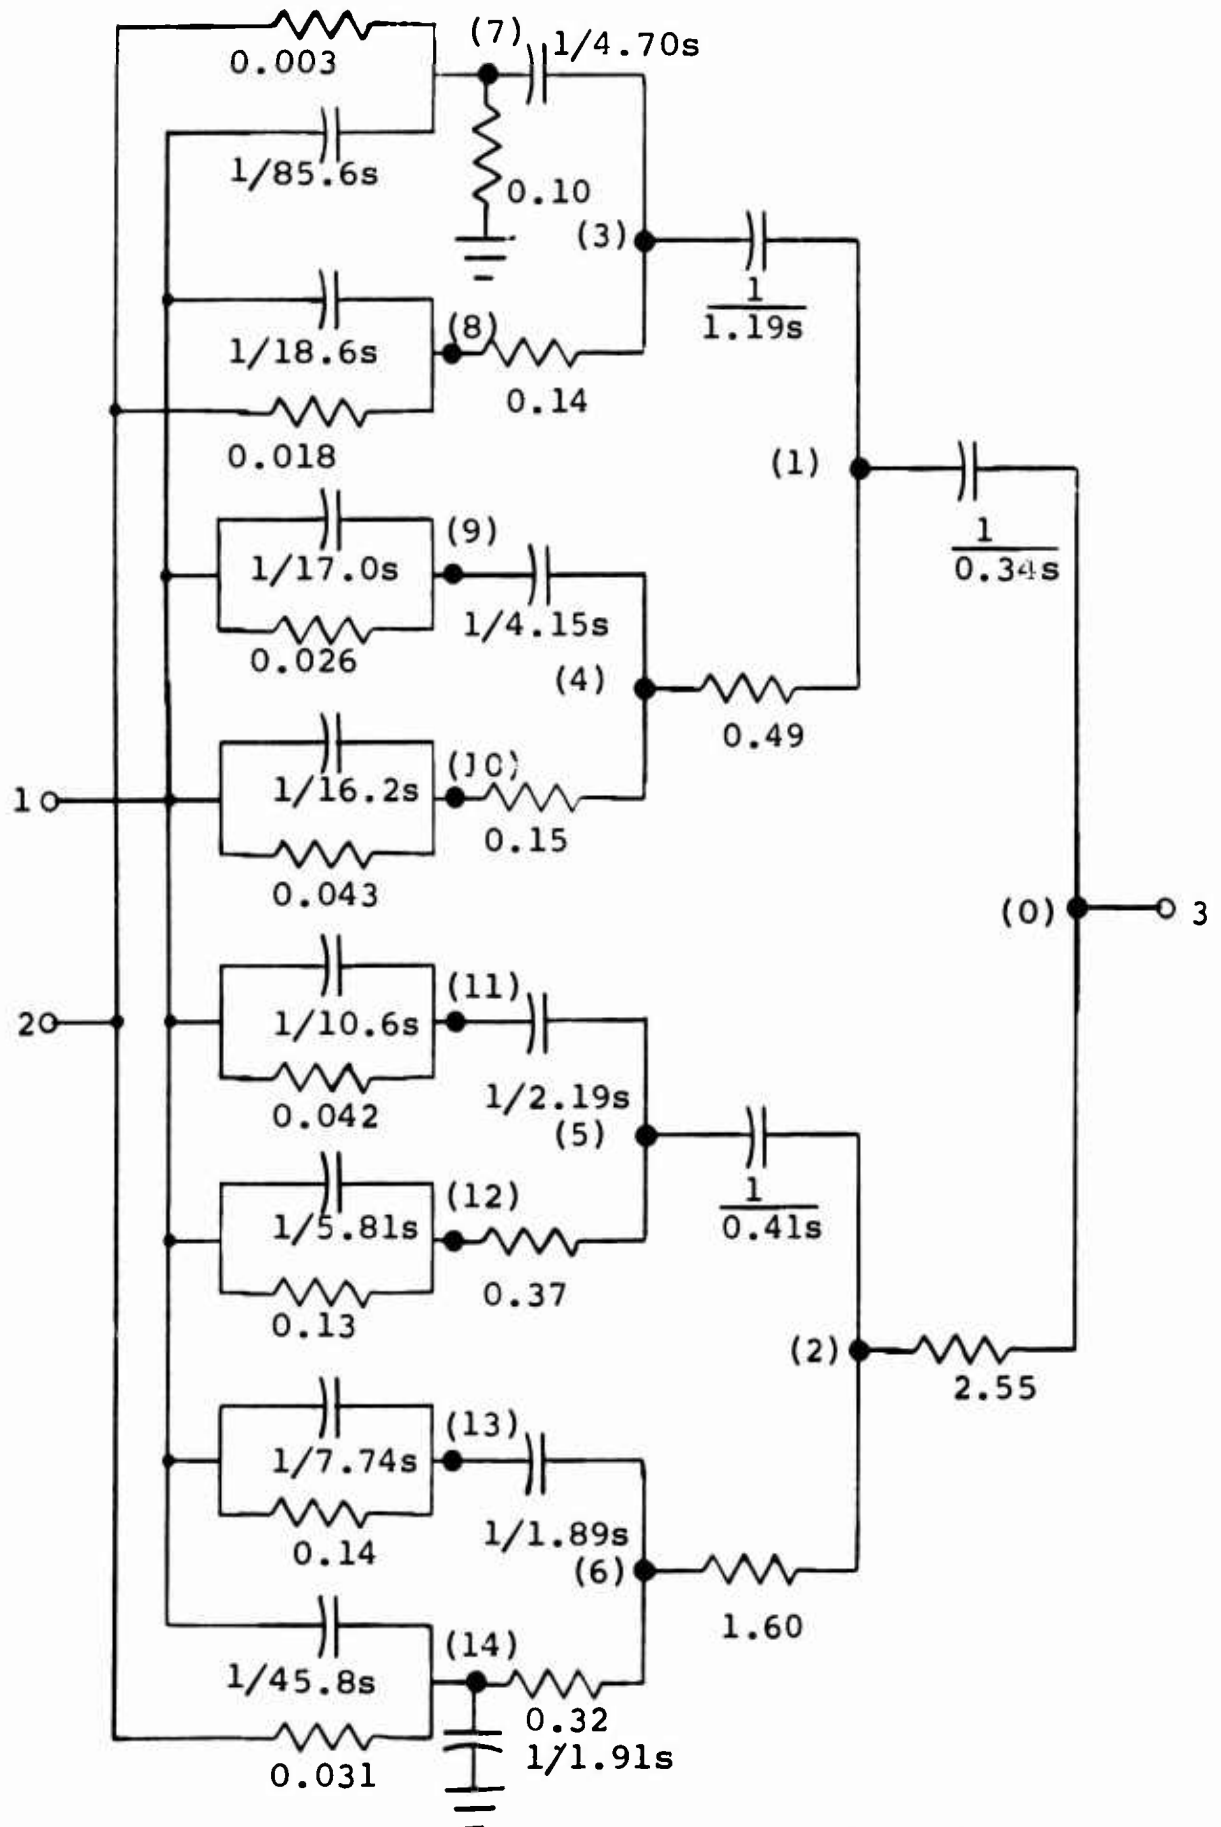 (7)
1/4.70s
0.003
1/85.6s
0.10
(3)
1
1.19s
1/18.6s
(8)
0.14
0.018
(1)
1
0.34s
(9)
1/17.0s
1/4.15s
0.026
(4)
0.49
(10)
1/16.2s
1
0.15
0.043
(0)
3
(11)
1/10.6s
2
0.042
1/2.19s
(5)
(12)
1
0.41s
1/5.81s
0.37
0.13
(2)
2.55
(13)
1/7.74s
0.14
1/1.89s
(6)
1.60
(14)
1/45.8s
0.32
1/1.91s
0.031